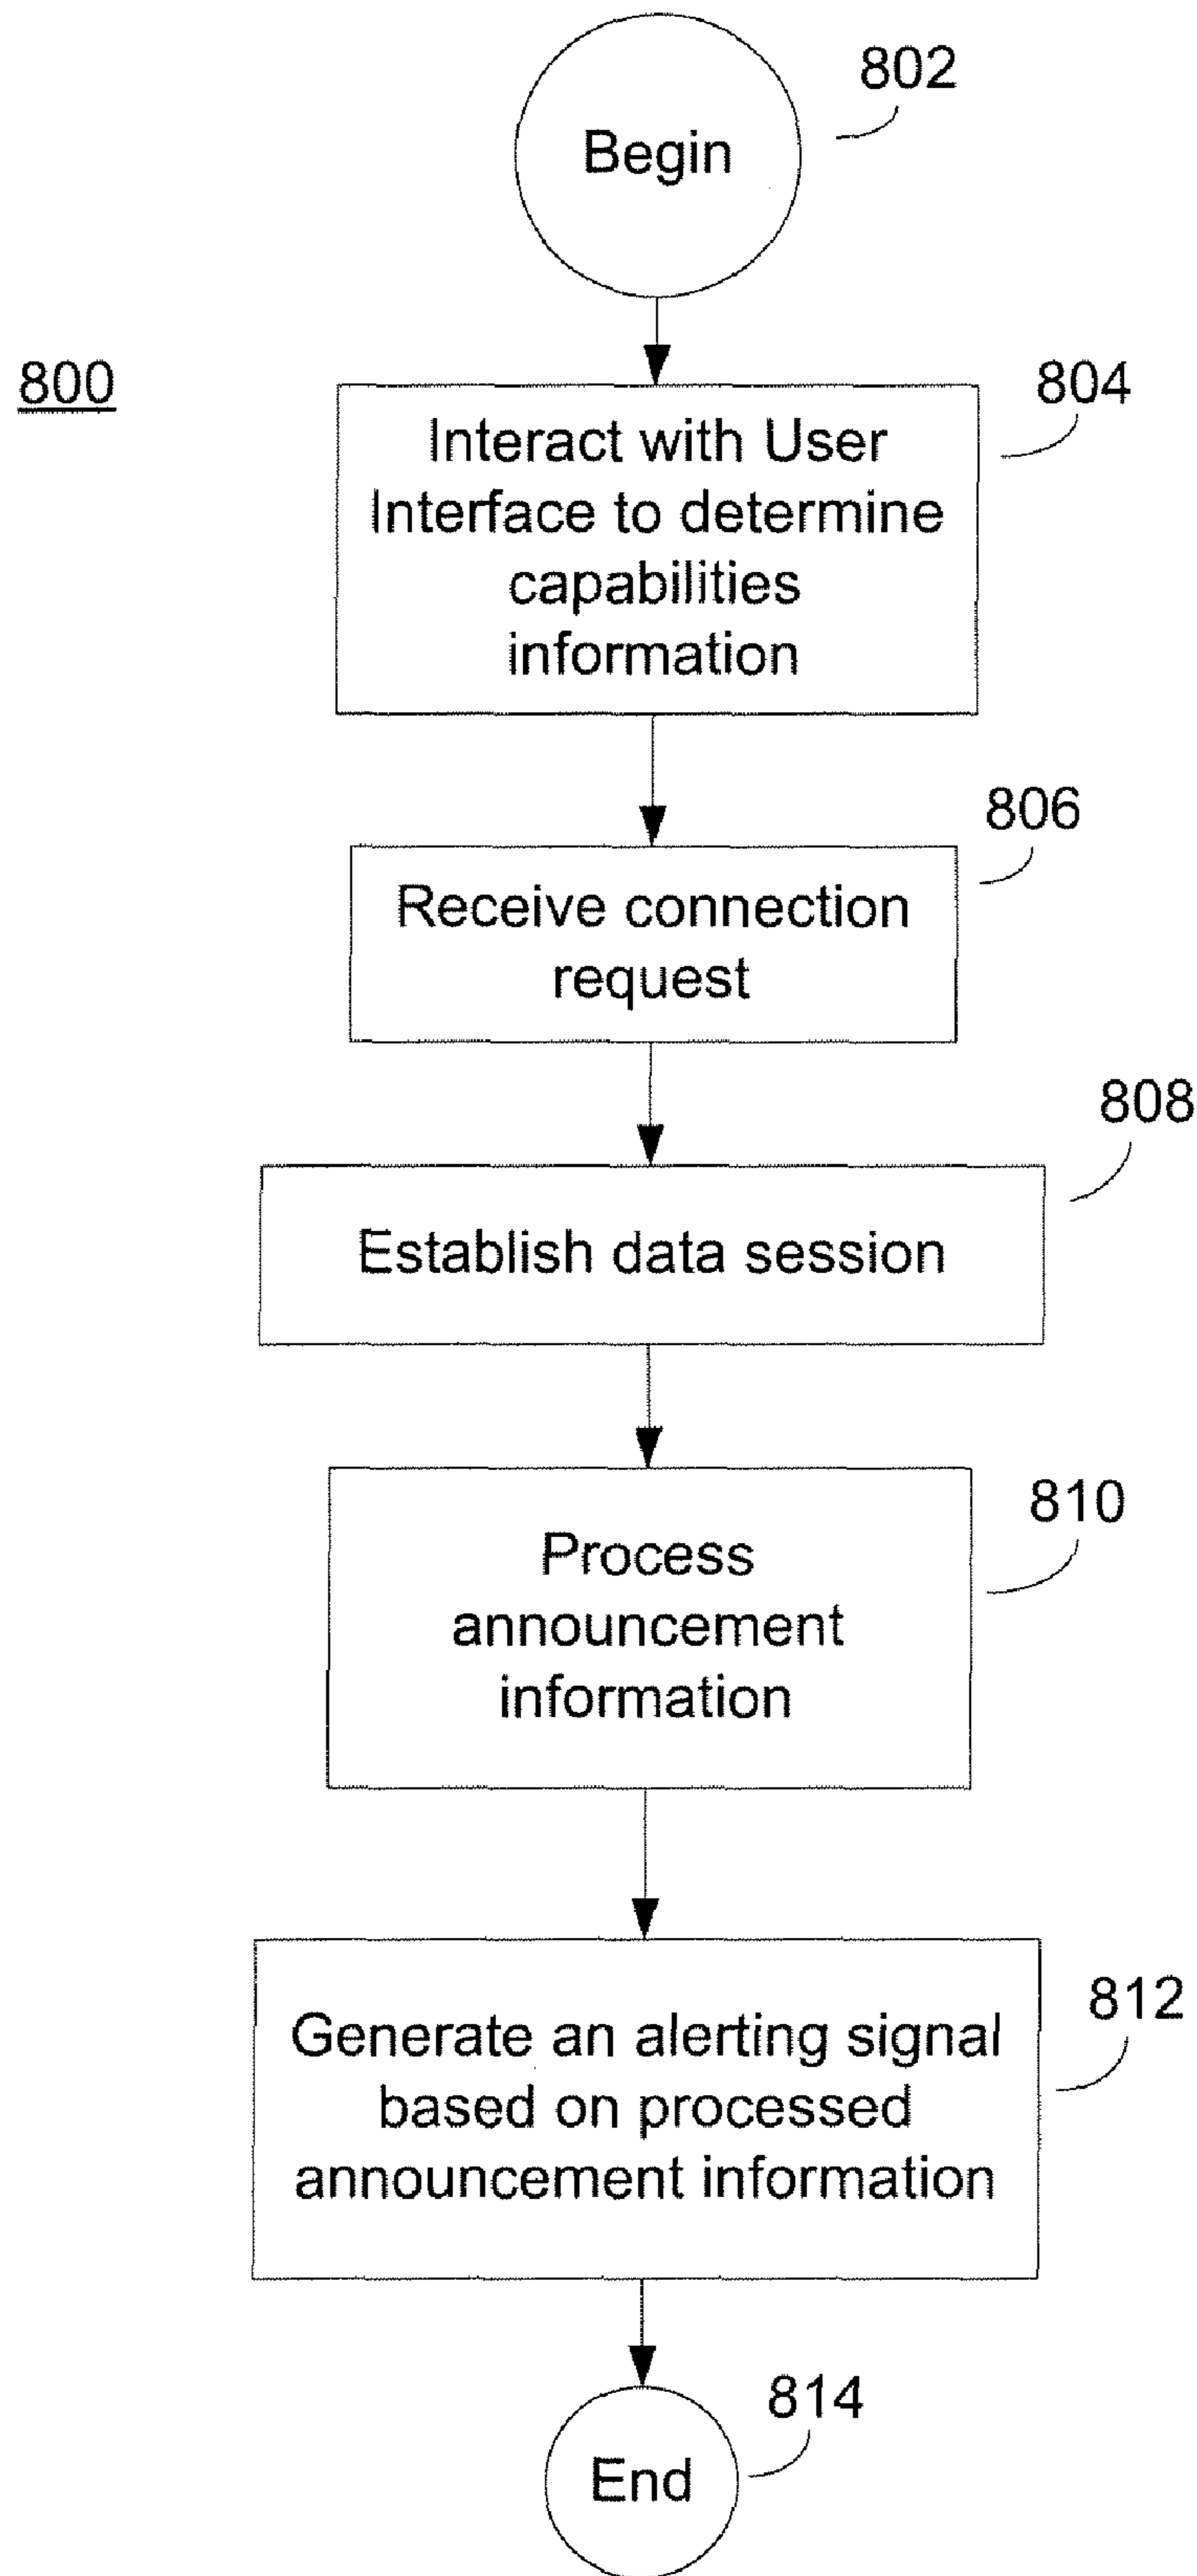 802
Begin
800
804
Interact with User
Interface to determine
capabilities
information
806
Receive connection
request
808
Establish data session
810
Process
announcement
information
812
Generate an alerting signal
based on processed
announcement information
814
End